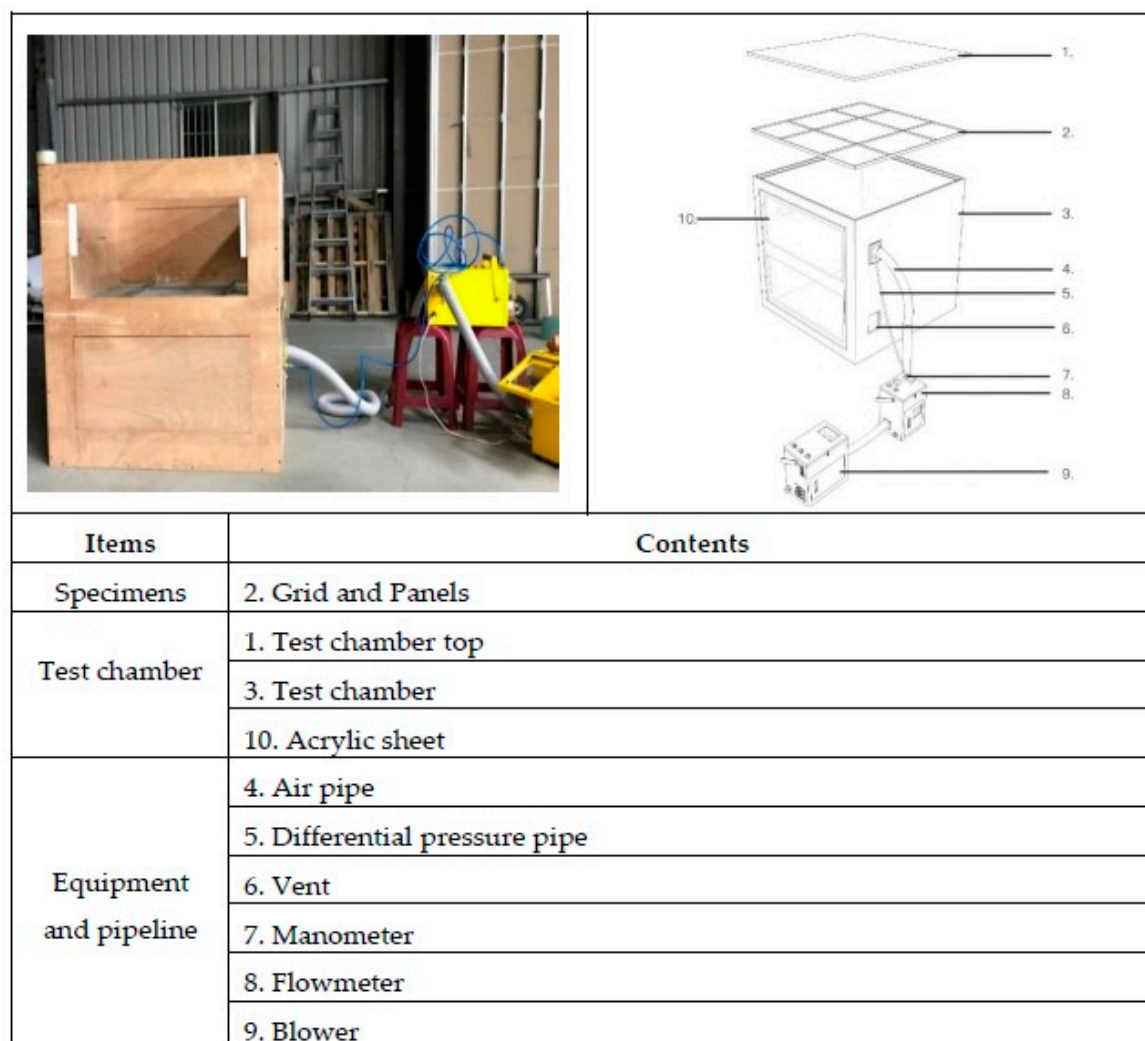 1.
2.
10.
3.
4.
5.
6.
7.
8.
9.
Items Contents
Specimens 2. Grid and Panels
Test chamber 1. Test chamber top
3. Test chamber
10. Acrylic sheet
Equipment and pipeline 4. Air pipe
5. Differential pressure pipe
6. Vent
7. Manometer
8. Flowmeter
9. Blower